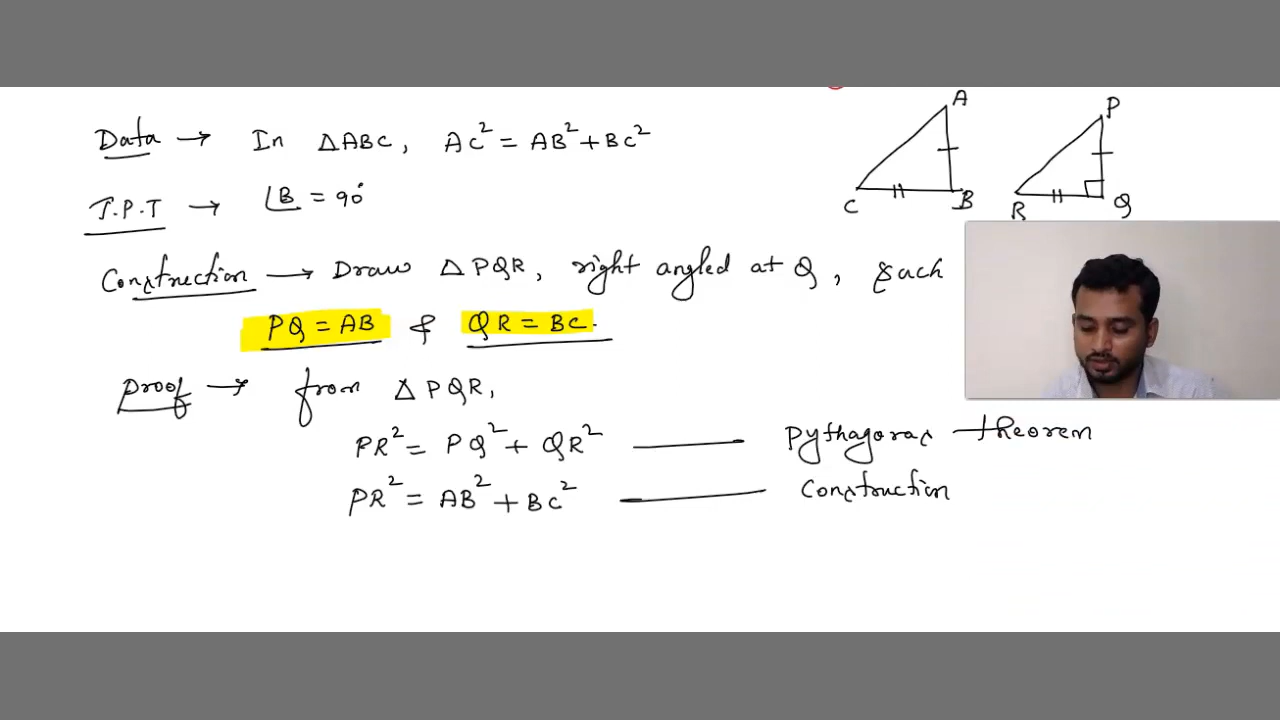 Data → In △ABC, AC² = AB² + BC²
T.P.T → ∠B = 90°
Construction → Draw △PQR, right angled at Q, such
PQ = AB & QR = BC.
Proof → from △PQR,
PR² = PQ² + QR² —— Pythagoras theorem
PR² = AB² + BC² —— Construction
A
C
B
P
R
Q